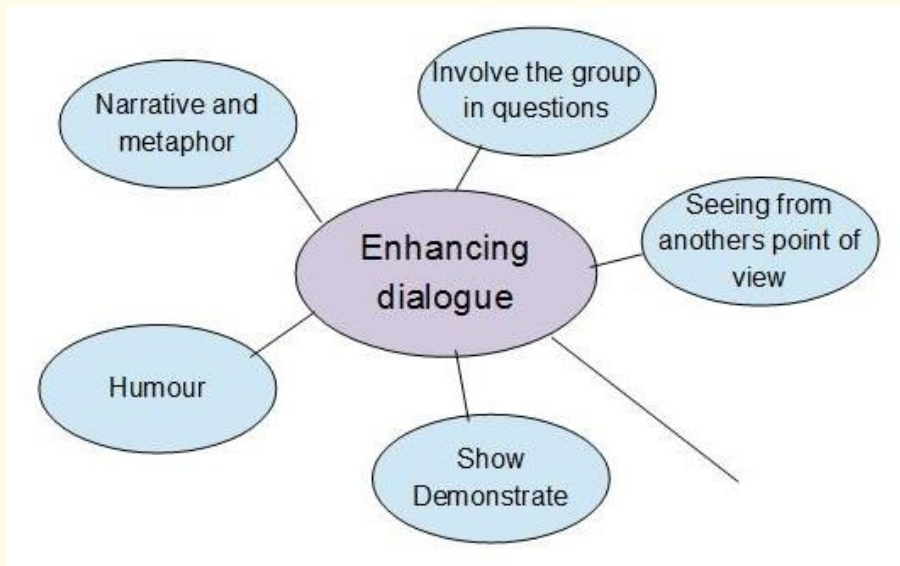 Involve the group
in questions
Narrative and
metaphor
Seeing from
anothers point of
view
Enhancing
dialogue
Humour
Show
Demonstrate